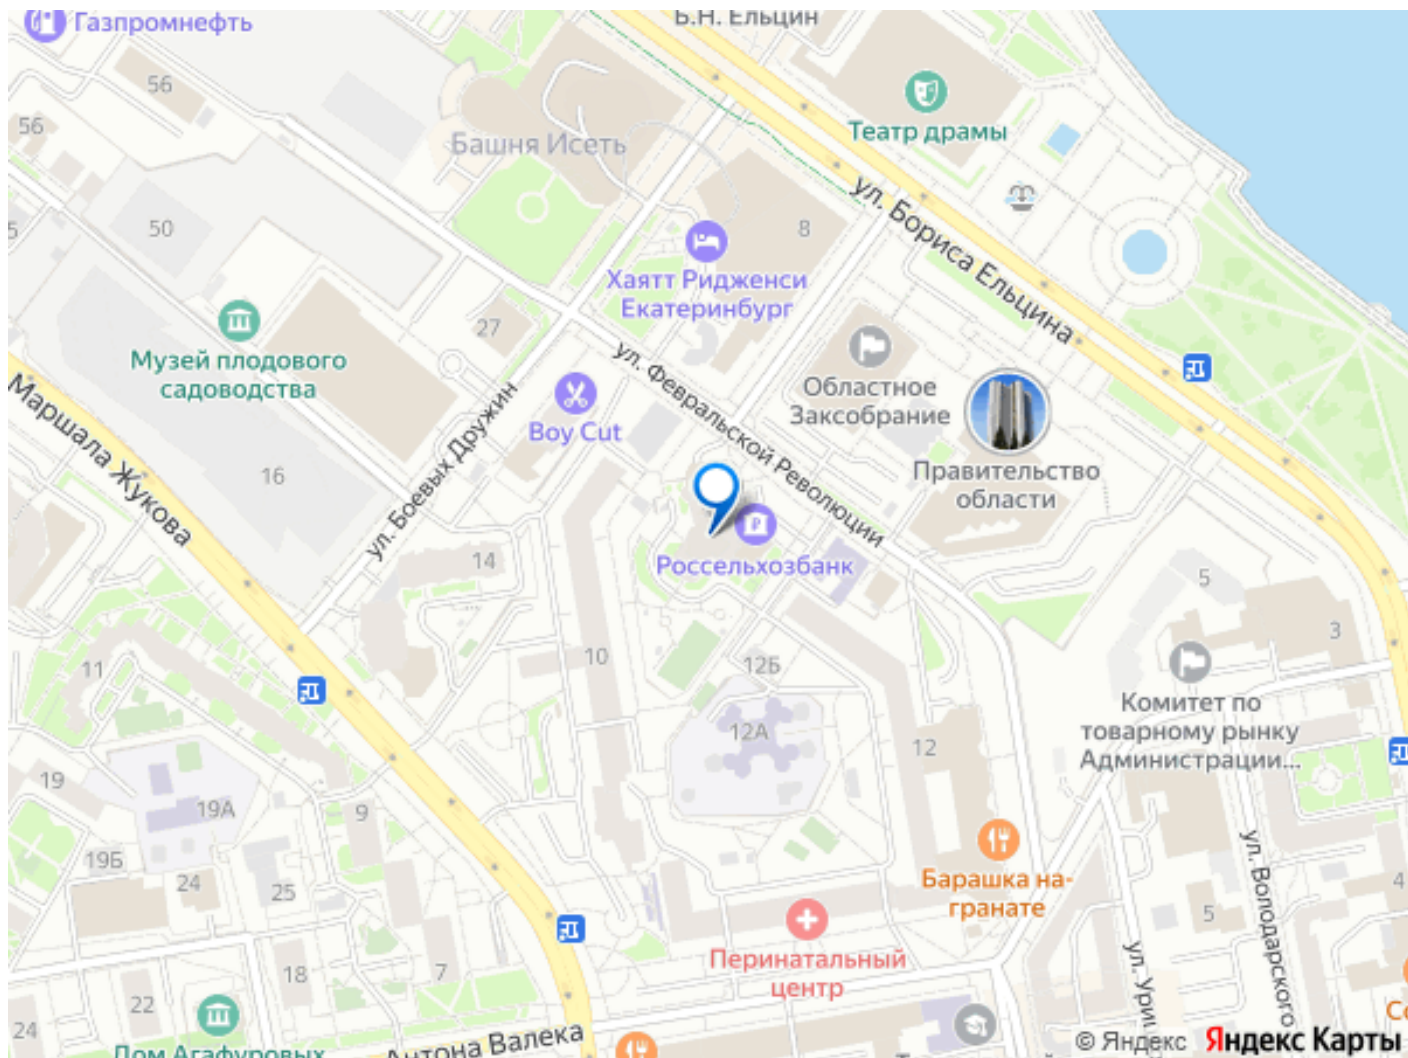 Газпромнефть
Б.Н. Ельцин
56
56
Театр драмы
Башня Исеть
ул. Бориса Ельцина
50
8
Хаятт Ридженси
Екатеринбург
27
Музей плодового
садоводства
ул. Февральской Революции
Областное
Заксобрание
Маршала Жукова
ул. Боевых Дружин
Boy Cut
Правительство
области
16
Россельхозбанк
14
5
3
10
12Б
11
12А
12
Комитет по
товарному рынку
Администрации...
19
19А
9
19Б
24
25
Барашка на-
гранате
4
5
ул. Володарского
ул. Ури
Перинатальный
центр
7
18
22
24
Дом Агафуровых
Антона Валека
© Яндекс Яндекс Карты